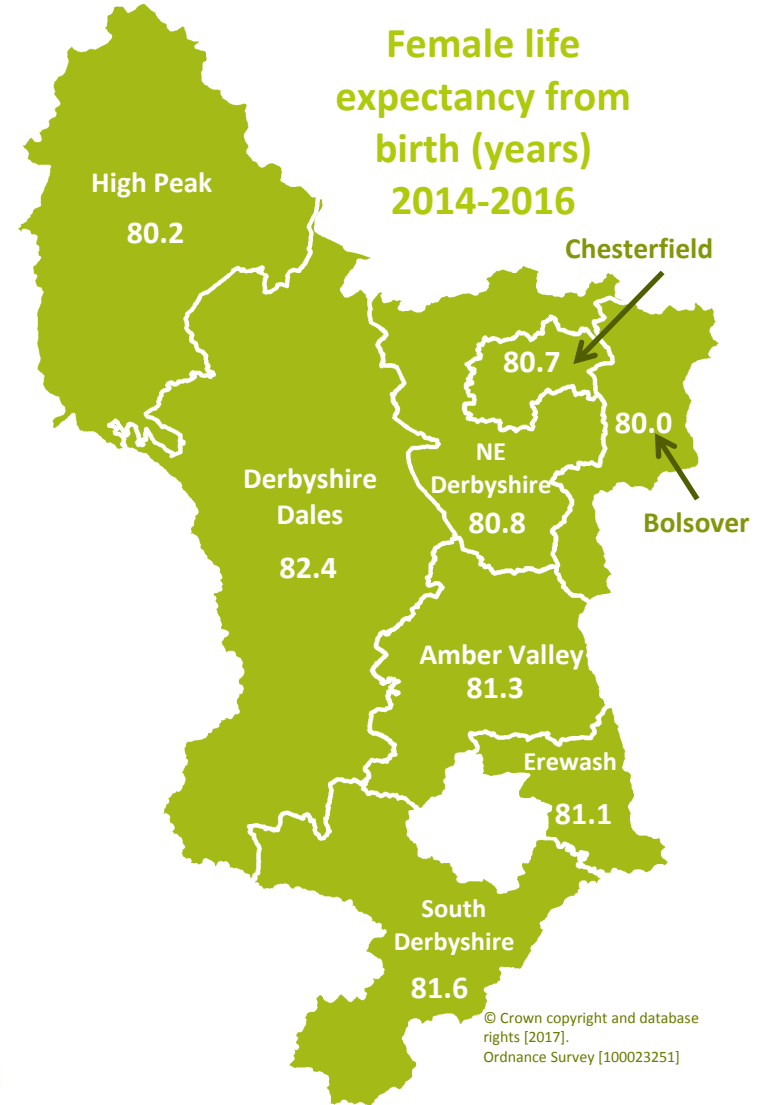 Female life
expectancy from
birth (years)
2014-2016
High Peak
80.2
Chesterfield
80.7
80.0
Bolsover
NE
Derbyshire
80.8
Derbyshire
Dales
82.4
Amber Valley
81.3
Erewash
81.1
South
Derbyshire
81.6
© Crown copyright and database
rights [2017].
Ordnance Survey [100023251]